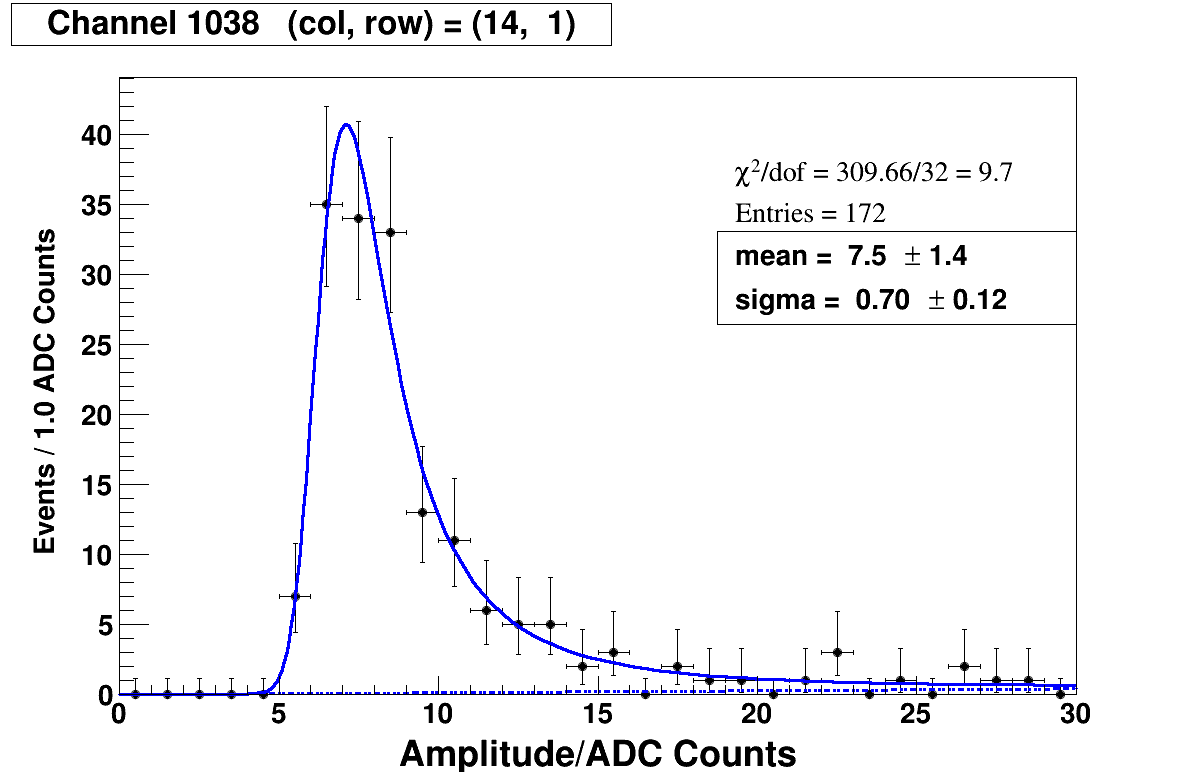 Channel 1038 (col, row) = (14, 1)
χ²/dof = 309.66/32 = 9.7
Entries = 172
mean = 7.5 ± 1.4
sigma = 0.70 ± 0.12
Events / 1.0 ADC Counts
40
35
30
25
20
15
10
5
0
0 5 10 15 20 25 30
Amplitude/ADC Counts